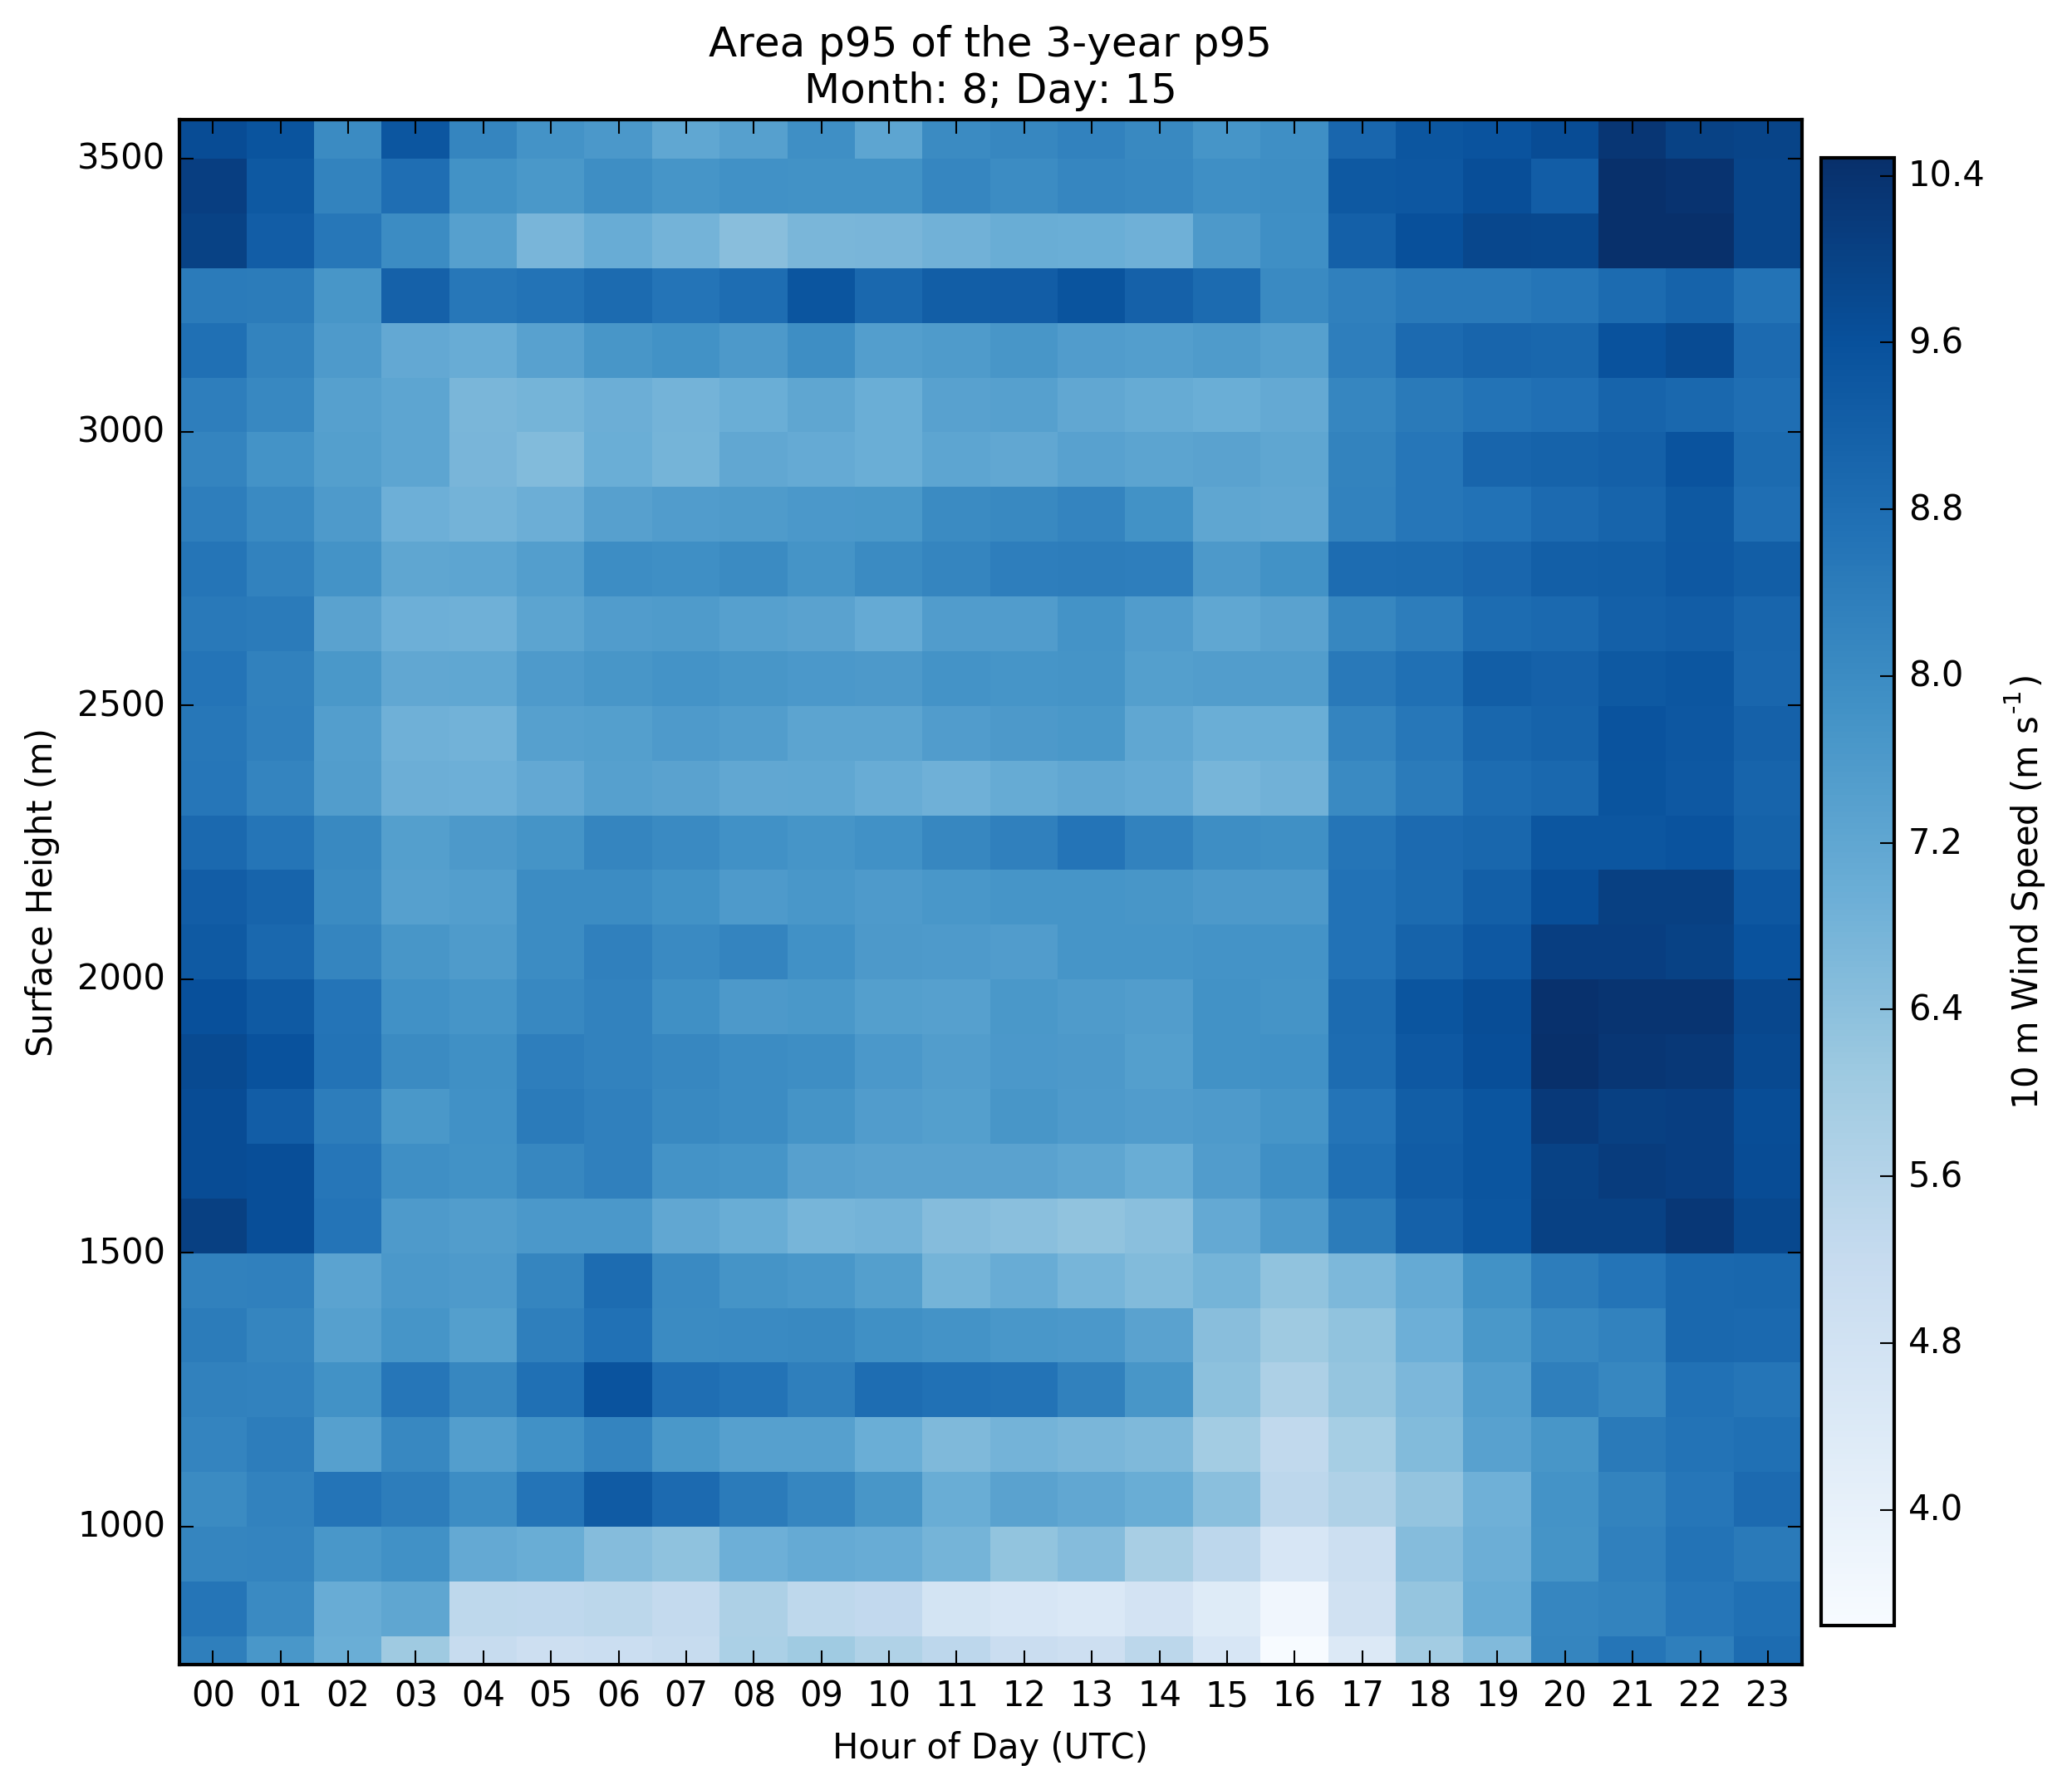 Area p95 of the 3-year p95
Month: 8; Day: 15
3500
3000
2500
2000
1500
1000
Surface Height (m)
00 01 02 03 04 05 06 07 08 09 10 11 12 13 14 15 16 17 18 19 20 21 22 23
Hour of Day (UTC)
10.4
9.6
8.8
8.0
7.2
6.4
5.6
4.8
4.0
10 m Wind Speed (m s⁻¹)